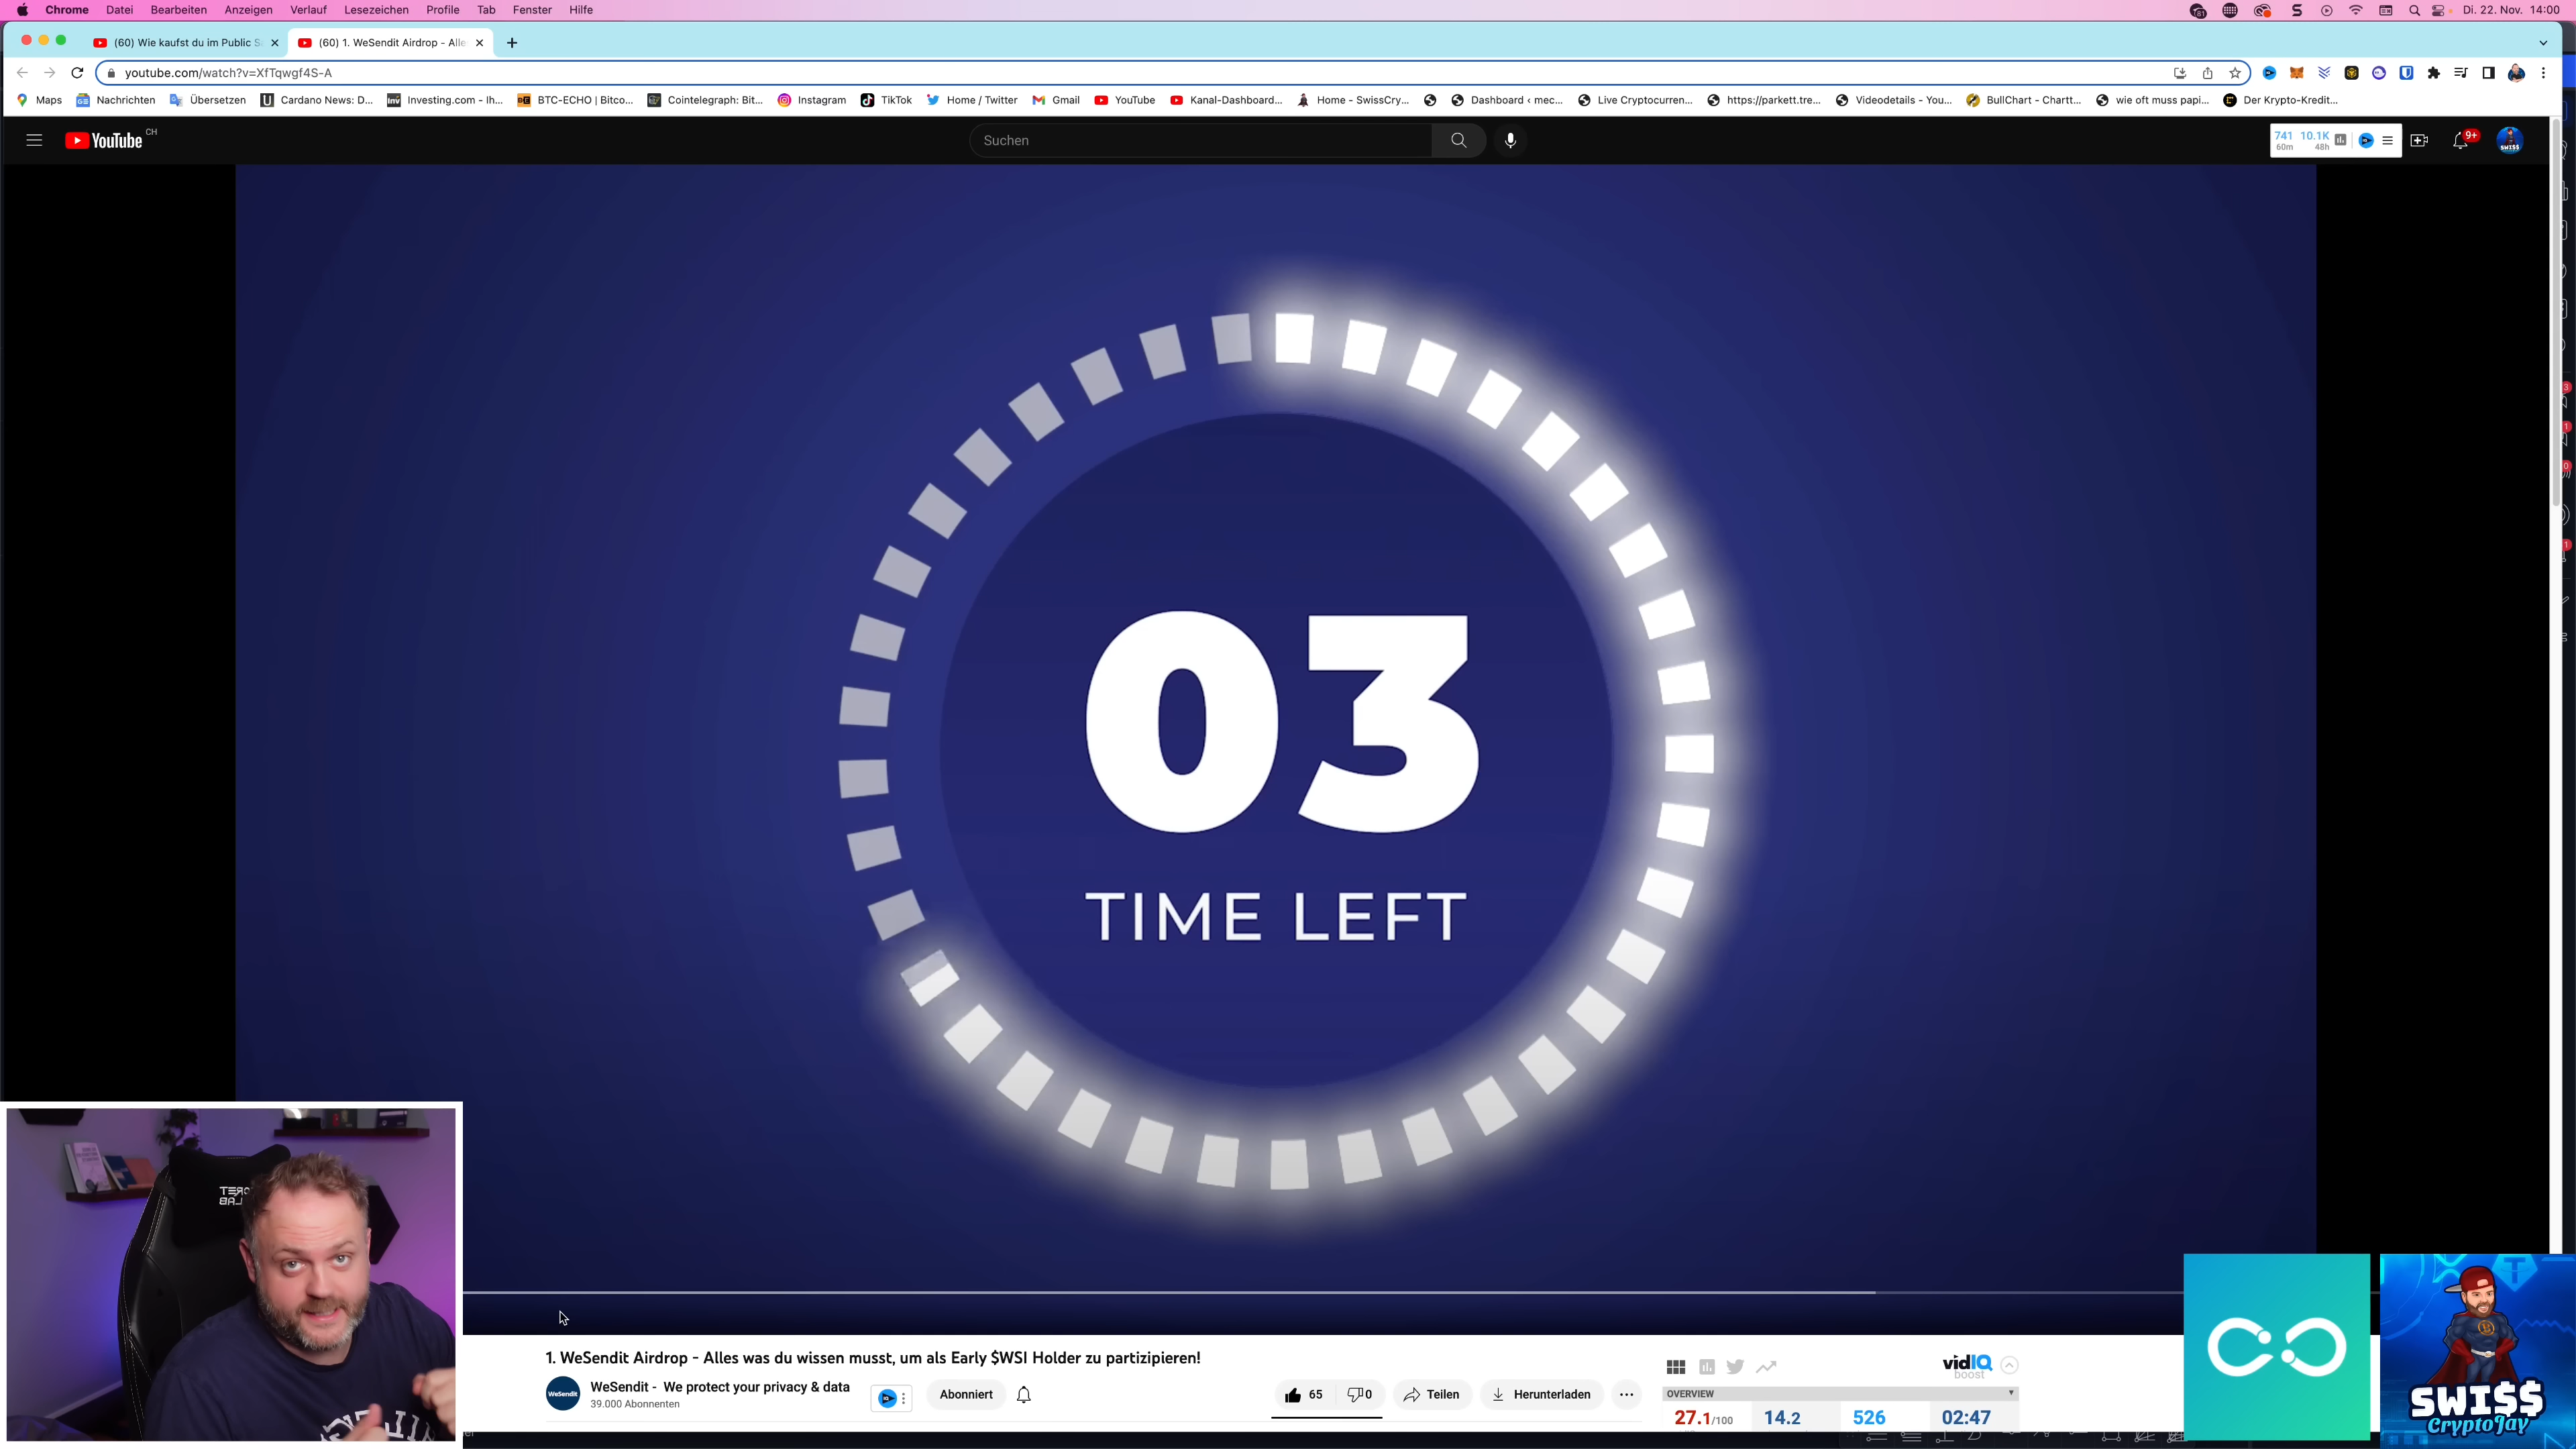 Chrome Datei Bearbeiten Anzeigen Verlauf Lesezeichen Profile Tab Fenster Hilfe Di. 22. Nov. 14:00
(60) Wie kaufst du im Public S (60) 1. WeSendit Airdrop - Alle
youtube.com/watch?v=XfTqwgf4S-A
Maps Nachrichten Übersetzen Cardano News: D... Investing.com - Ih... BTC-ECHO | Bitco... Cointelegraph: Bit... Instagram TikTok Home / Twitter Gmail YouTube Kanal-Dashboard... Home - SwissCry... Dashboard ‹ mec... Live Cryptocurren... https://parkett.tre... Videodetails - You... BullChart - Chartt... wie oft muss papi... Der Krypto-Kredit...
YouTube CH Suchen 741 10.1K 9+
60m 48h
03
TIME LEFT
1. WeSendit Airdrop - Alles was du wissen musst, um als Early $WSI Holder zu partizipieren!
WeSendit - We protect your privacy & data
39.000 Abonnenten
Abonniert 65 0 Teilen Herunterladen
vidIQ
boost
OVERVIEW
27.1/100 14.2 526 02:47
SWI$$
CryptoJay